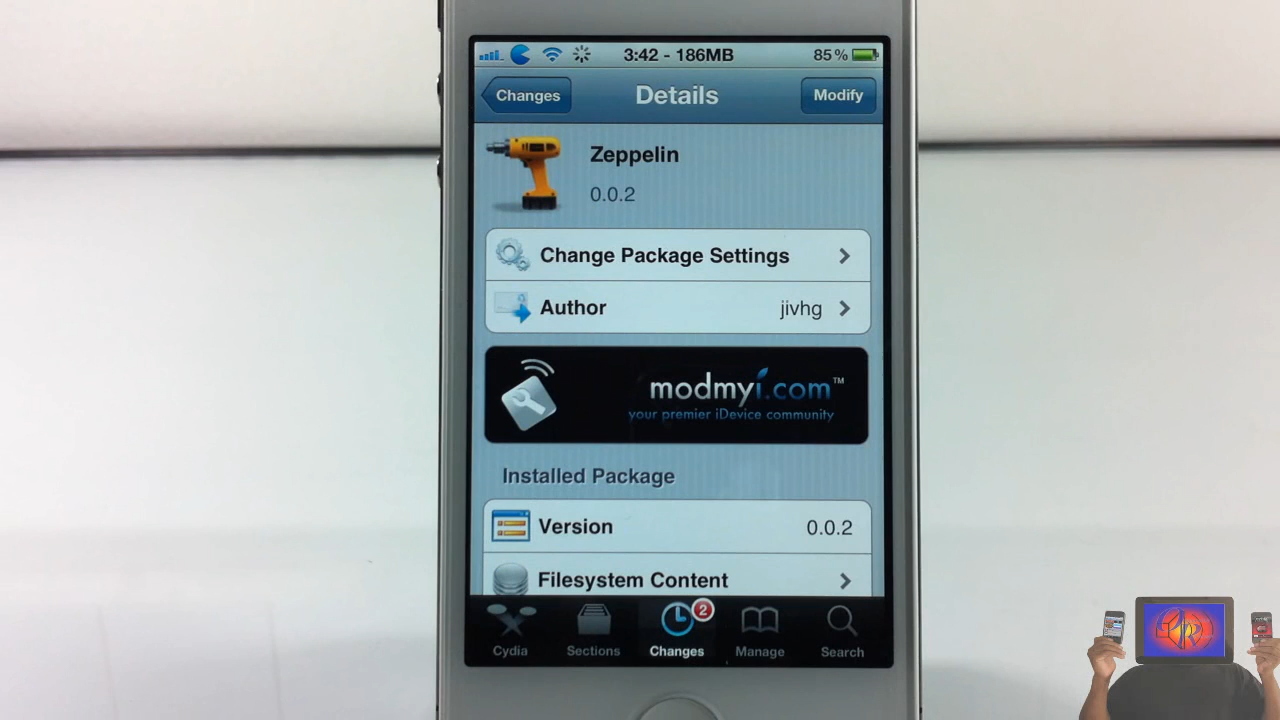 3:42 - 186MB
85%
Changes
Details
Modify
Zeppelin
0.0.2
Change Package Settings
Author
jivhg
modmyi.com™
your premier iDevice community
Installed Package
Version
0.0.2
Filesystem Content
2
Cydia
Sections
Changes
Manage
Search